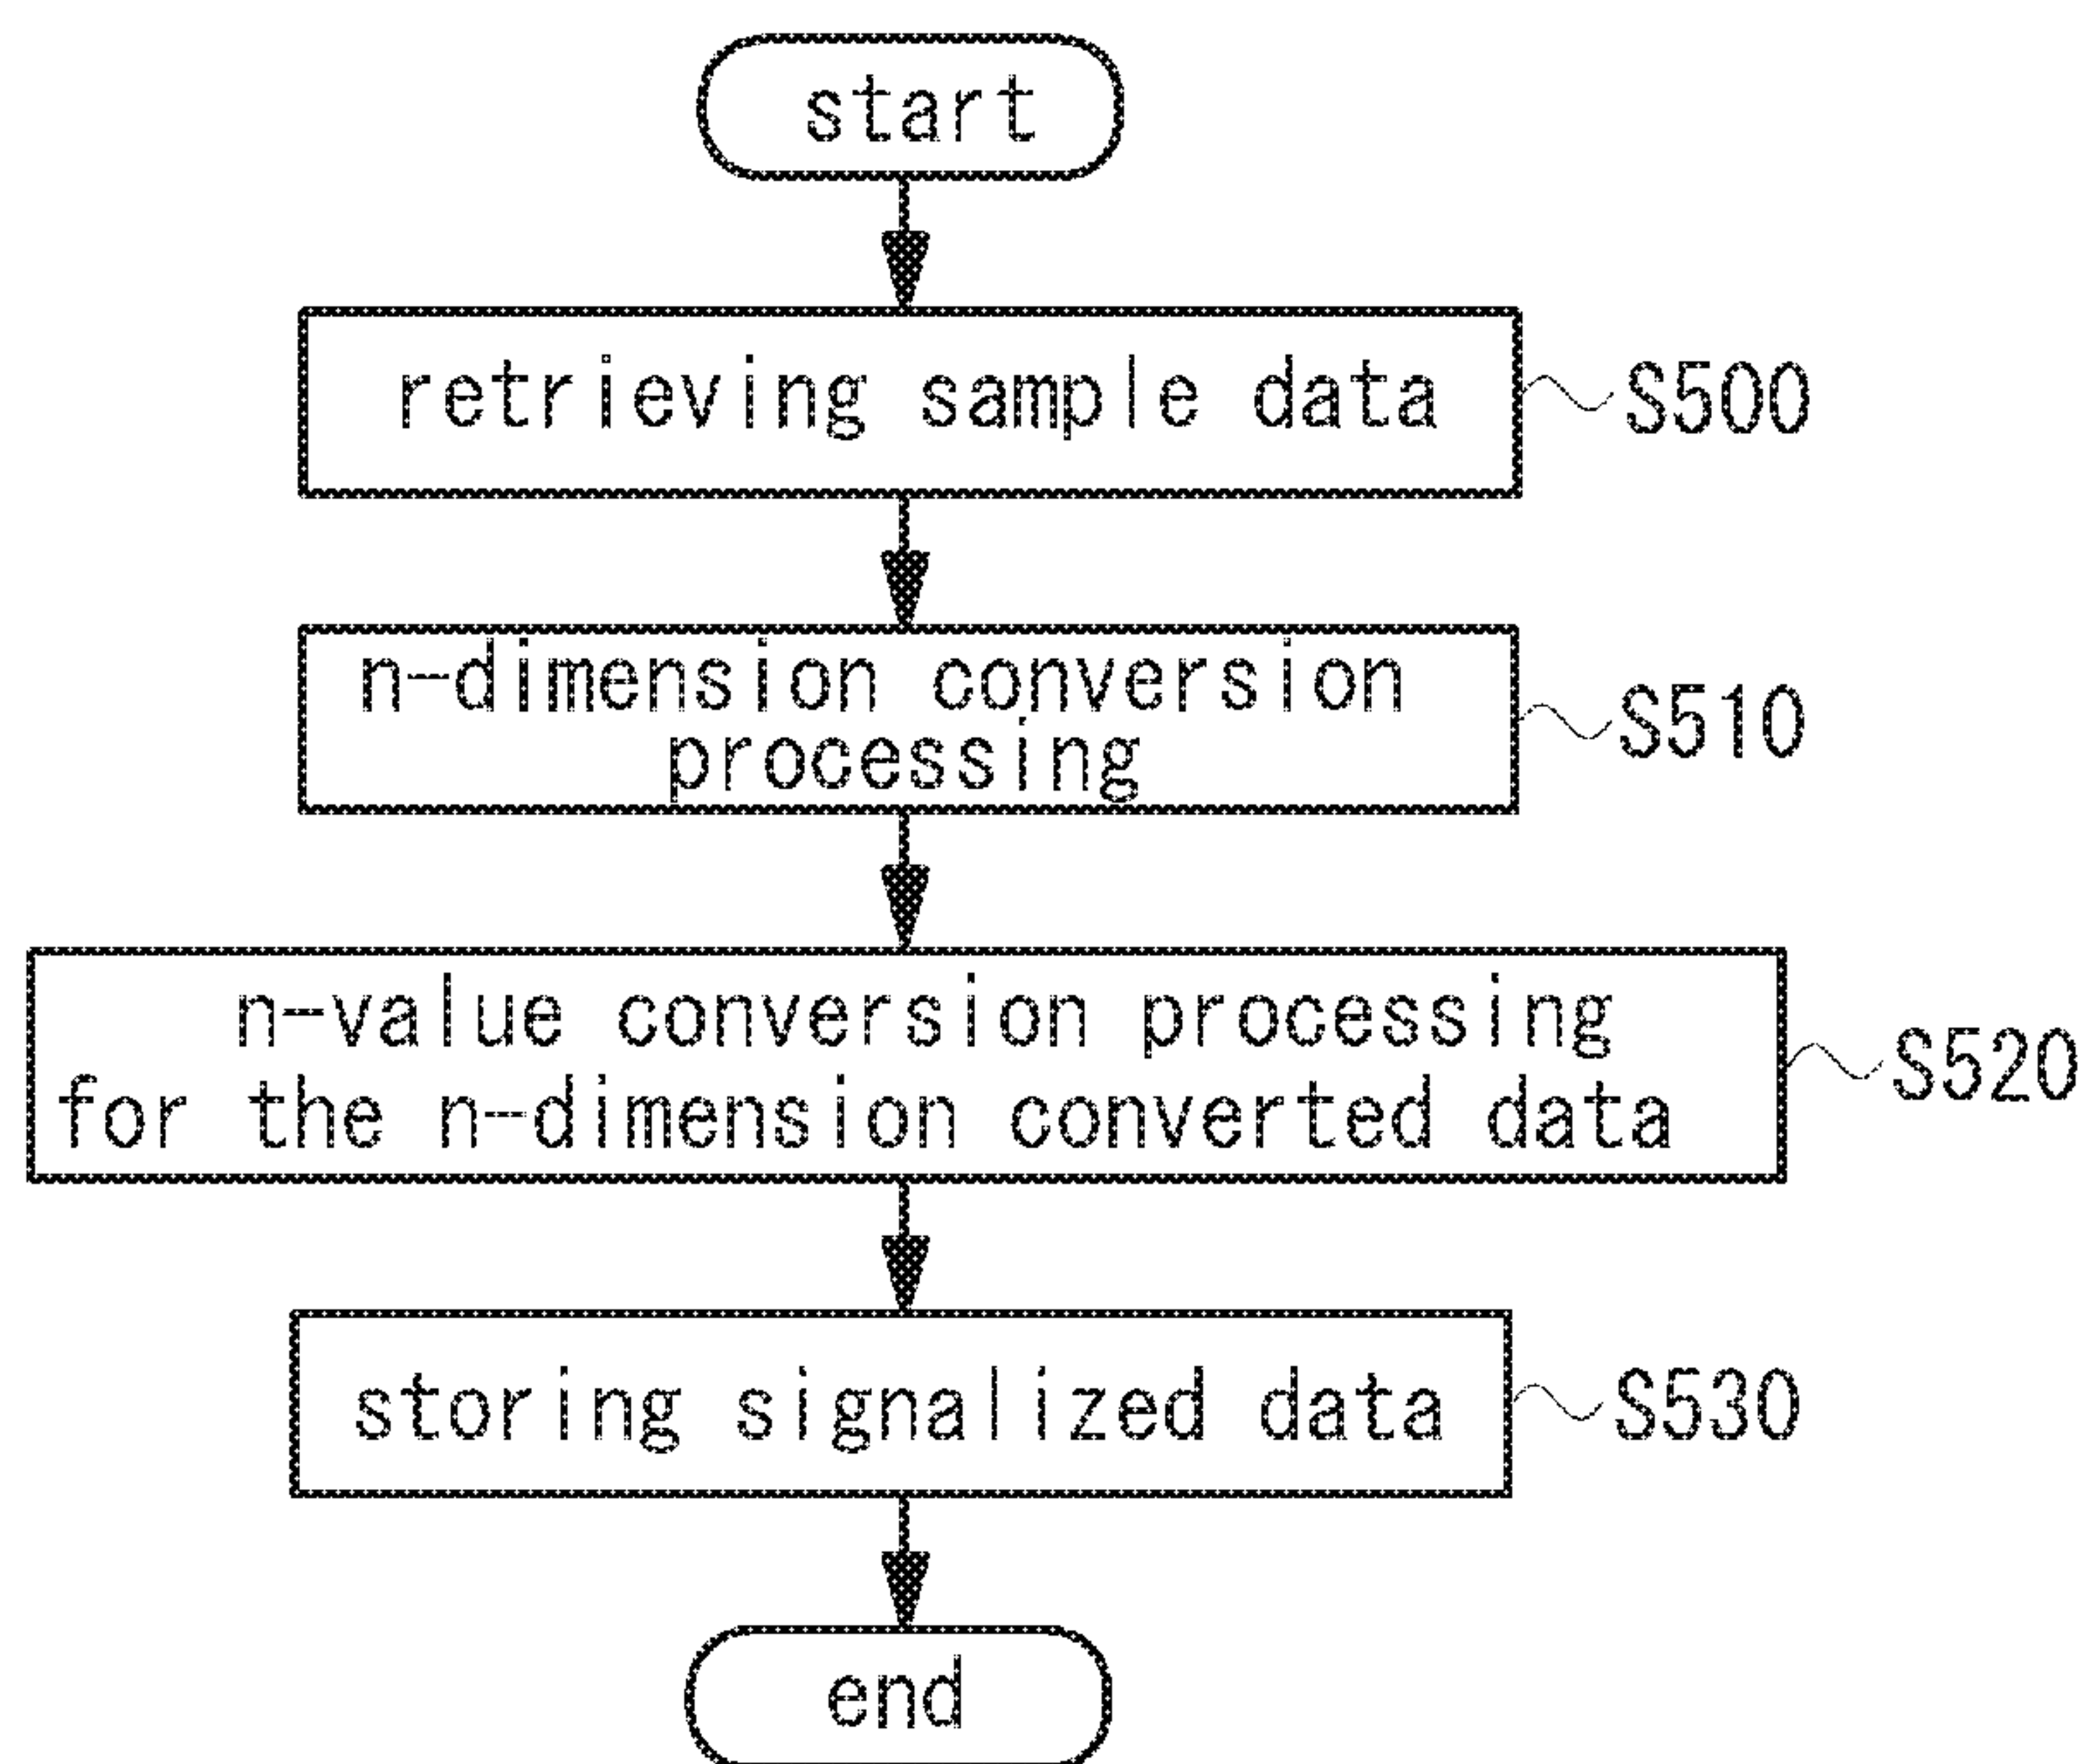 start
retrieving sample data
S500
n-dimension conversion
processing
S510
n-value conversion processing
for the n-dimension converted data
S520
storing signalized data
S530
end